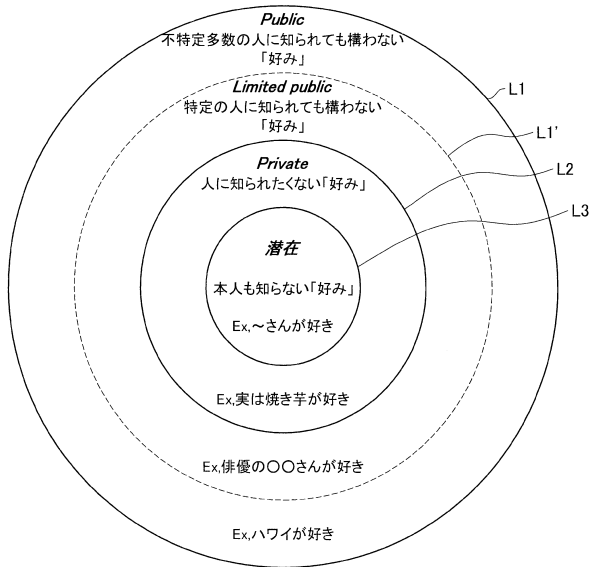 Public
不特定多数の人に知られても構わない
「好み」
L1
Limited public
特定の人に知られても構わない
「好み」
L1'
Private
人に知られたくない「好み」
L2
L3
潜在
本人も知らない「好み」
Ex,～さんが好き
Ex,実は焼き芋が好き
Ex,俳優の〇〇さんが好き
Ex,ハワイが好き